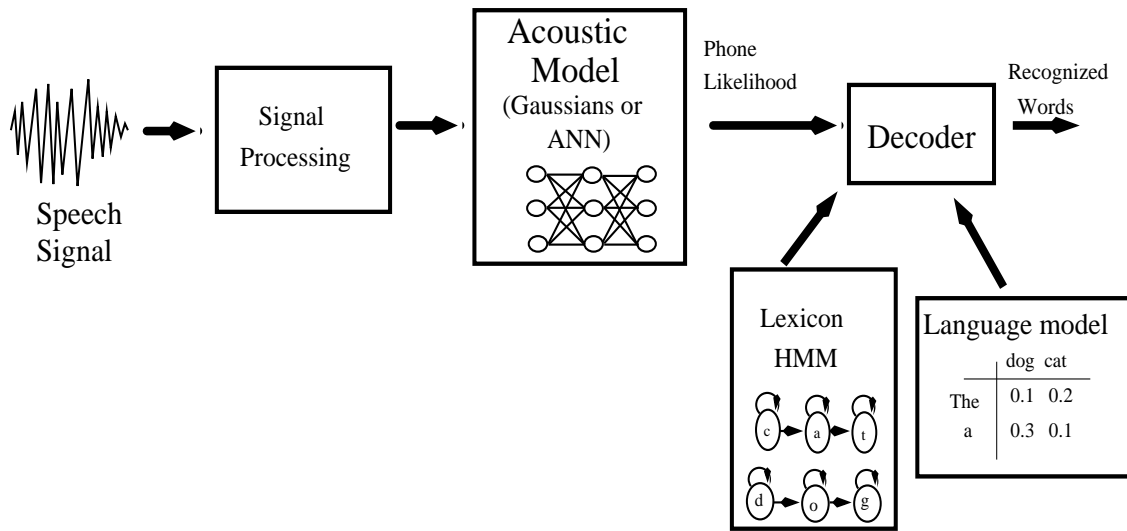 Speech
Signal
Signal
Processing
Acoustic
Model
(Gaussians or
ANN)
Phone
Likelihood
Decoder
Recognized
Words
Lexicon
HMM
c a t
d o g
Language model
dog cat
The 0.1 0.2
a 0.3 0.1